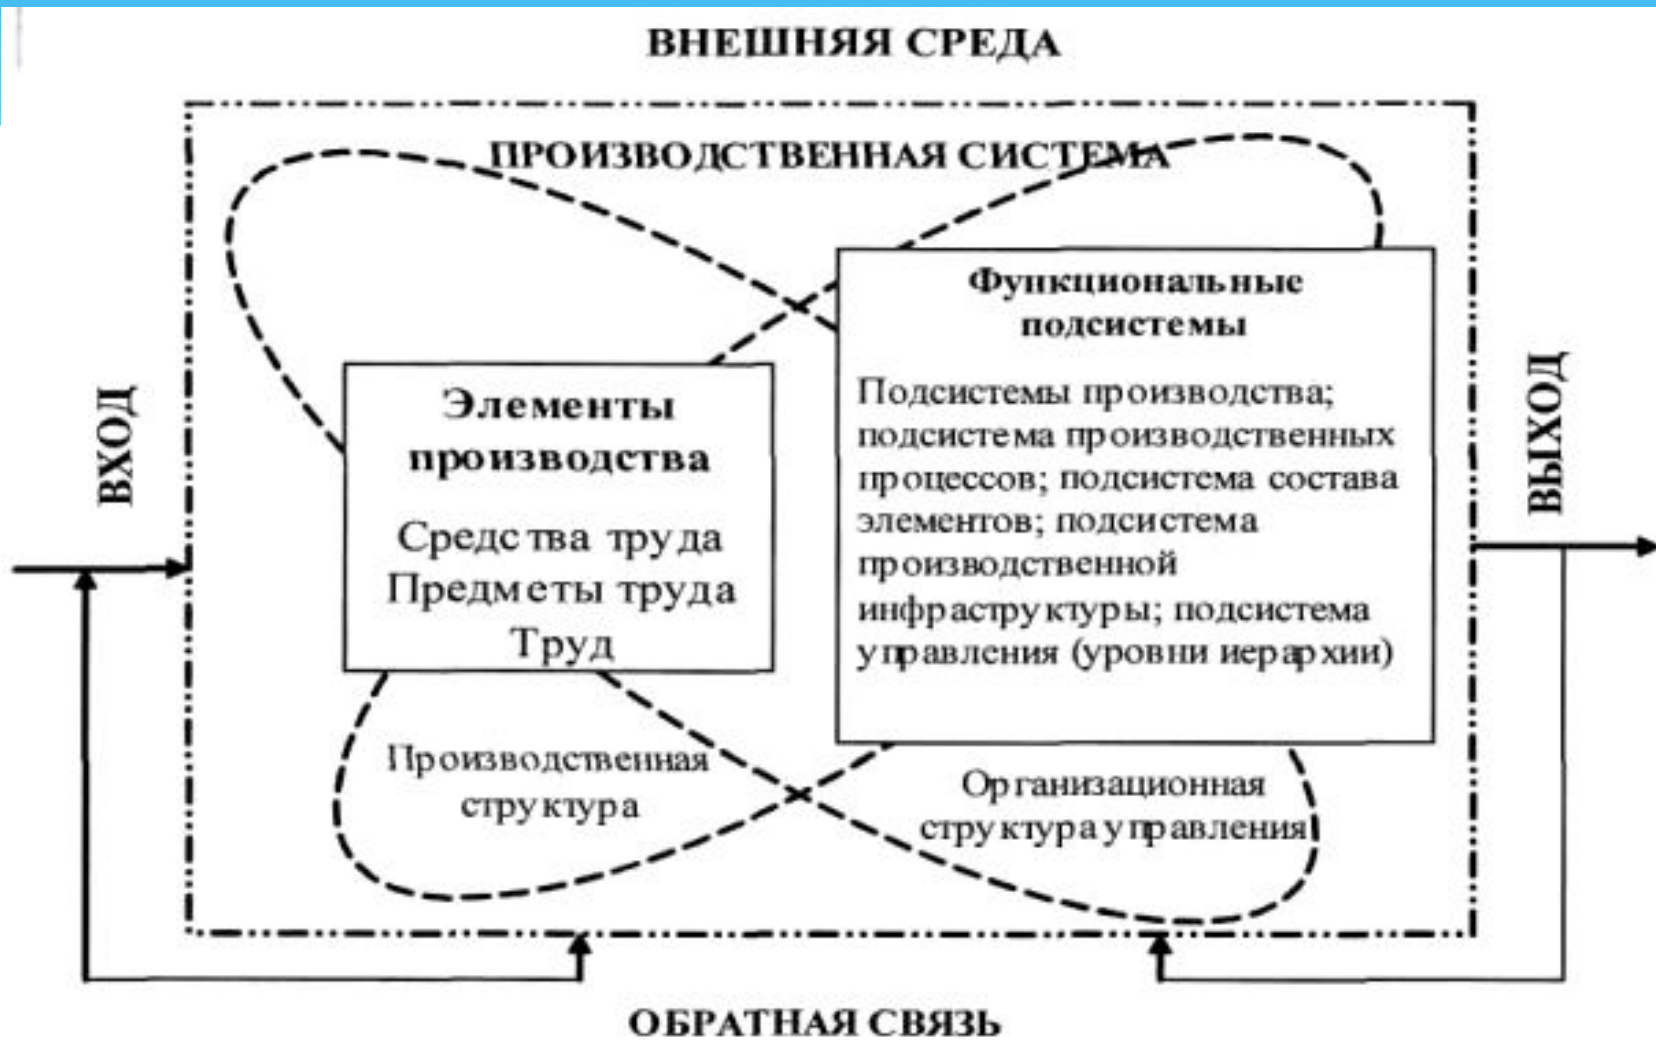 ВНЕШНЯЯ СРЕДА
ПРОИЗВОДСТВЕННАЯ СИСТЕМА
ВХОД
Элементы
производства
Средства труда
Предметы труда
Труд
Функциональные
подсистемы
Подсистемы производства;
подсистема производственных
процессов; подсистема состава
элементов; подсистема
производственной
инфраструктуры; подсистема
управления (уровни иерархии)
ВЫХОД
Производственная
структура
Организационная
структура управления
ОБРАТНАЯ СВЯЗЬ